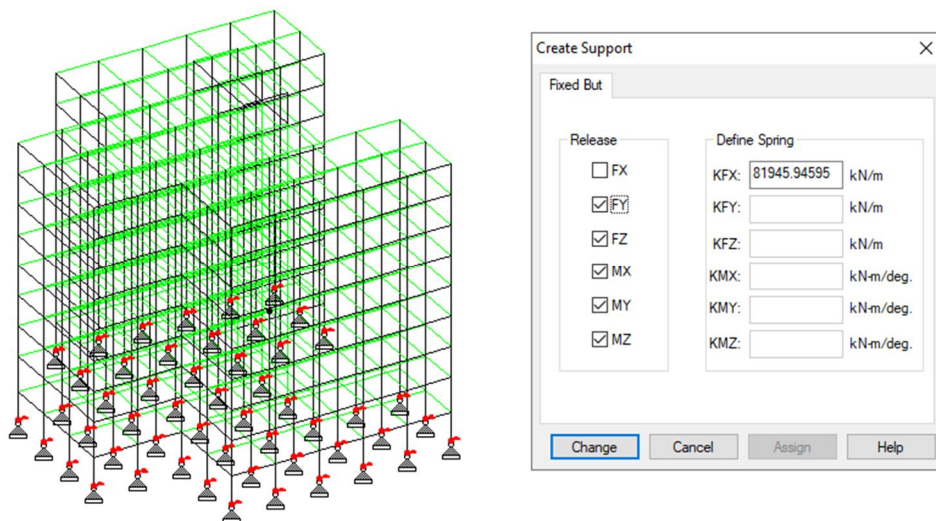 Create Support
Fixed But
Release
FX
FY
FZ
MX
MY
MZ
Define Spring
KFX: 81945.94595 kN/m
KFY: kN/m
KFZ: kN/m
KMX: kN-m/deg.
KMY: kN-m/deg.
KMZ: kN-m/deg.
Change Cancel Assign Help